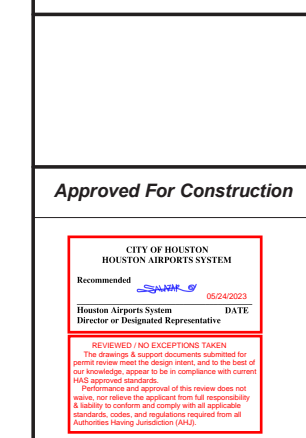 Approved For Construction
CITY OF HOUSTON
HOUSTON AIRPORTS SYSTEM
Recommended
05/24/2023
Houston Airports System DATE
Director or Designated Representative
REVIEWED / NO EXCEPTIONS TAKEN
The drawings & support documents submitted for
permit review meet the design intent, and to the best of
our knowledge, appear to be in compliance with current
HAS approved standards.
Performance and approval of this review does not
waive, nor relieve the applicant from full responsibility
& liability to conform and comply with all applicable
standards, codes, and regulations required from all
Authorities Having Jurisdiction (AHJ).